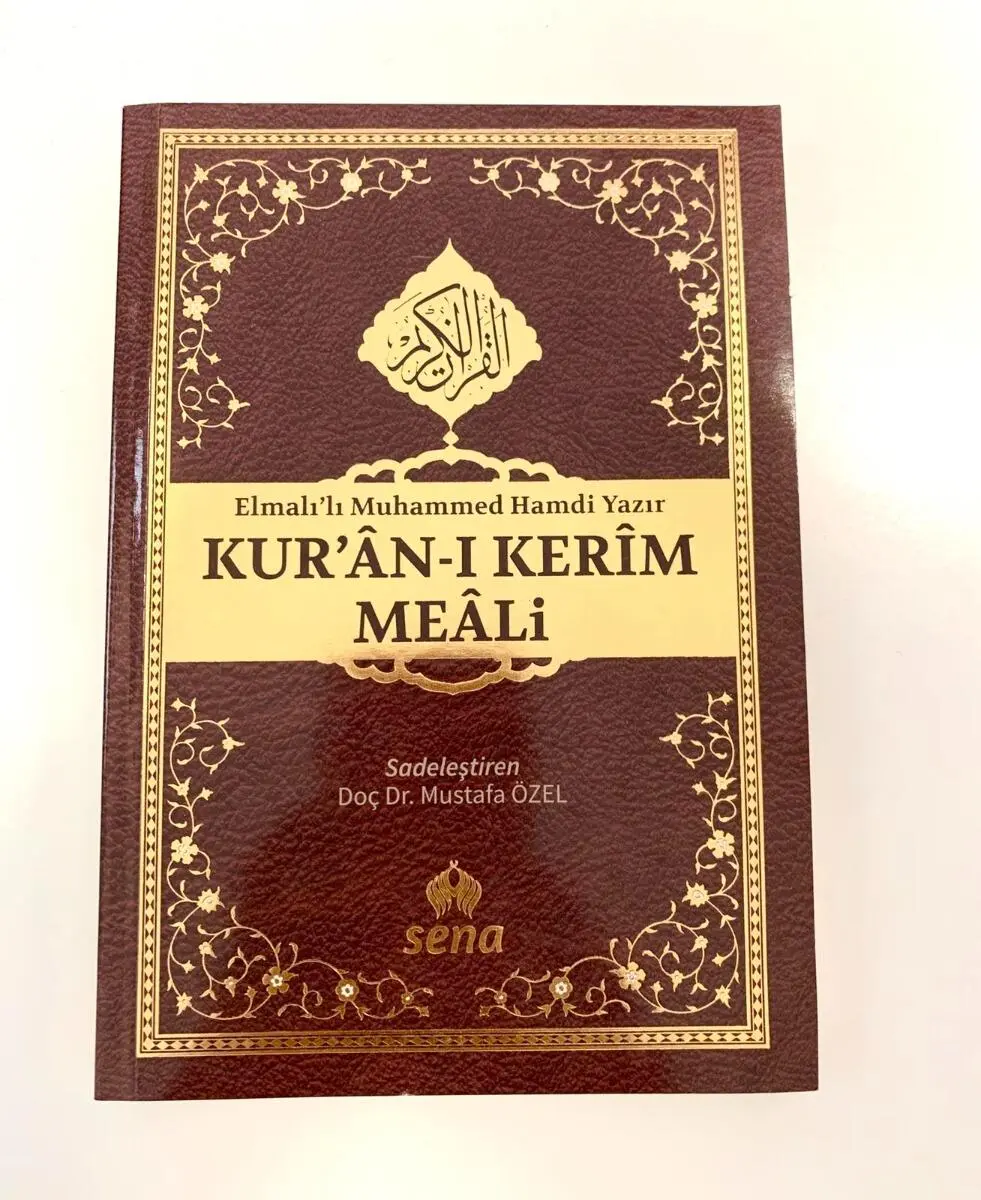 القرآن الكريم
Elmalı'lı Muhammed Hamdi Yazır
KUR'ÂN-I KERÎM
MEÂLi
Sadeleştiren
Doç Dr. Mustafa ÖZEL
sena